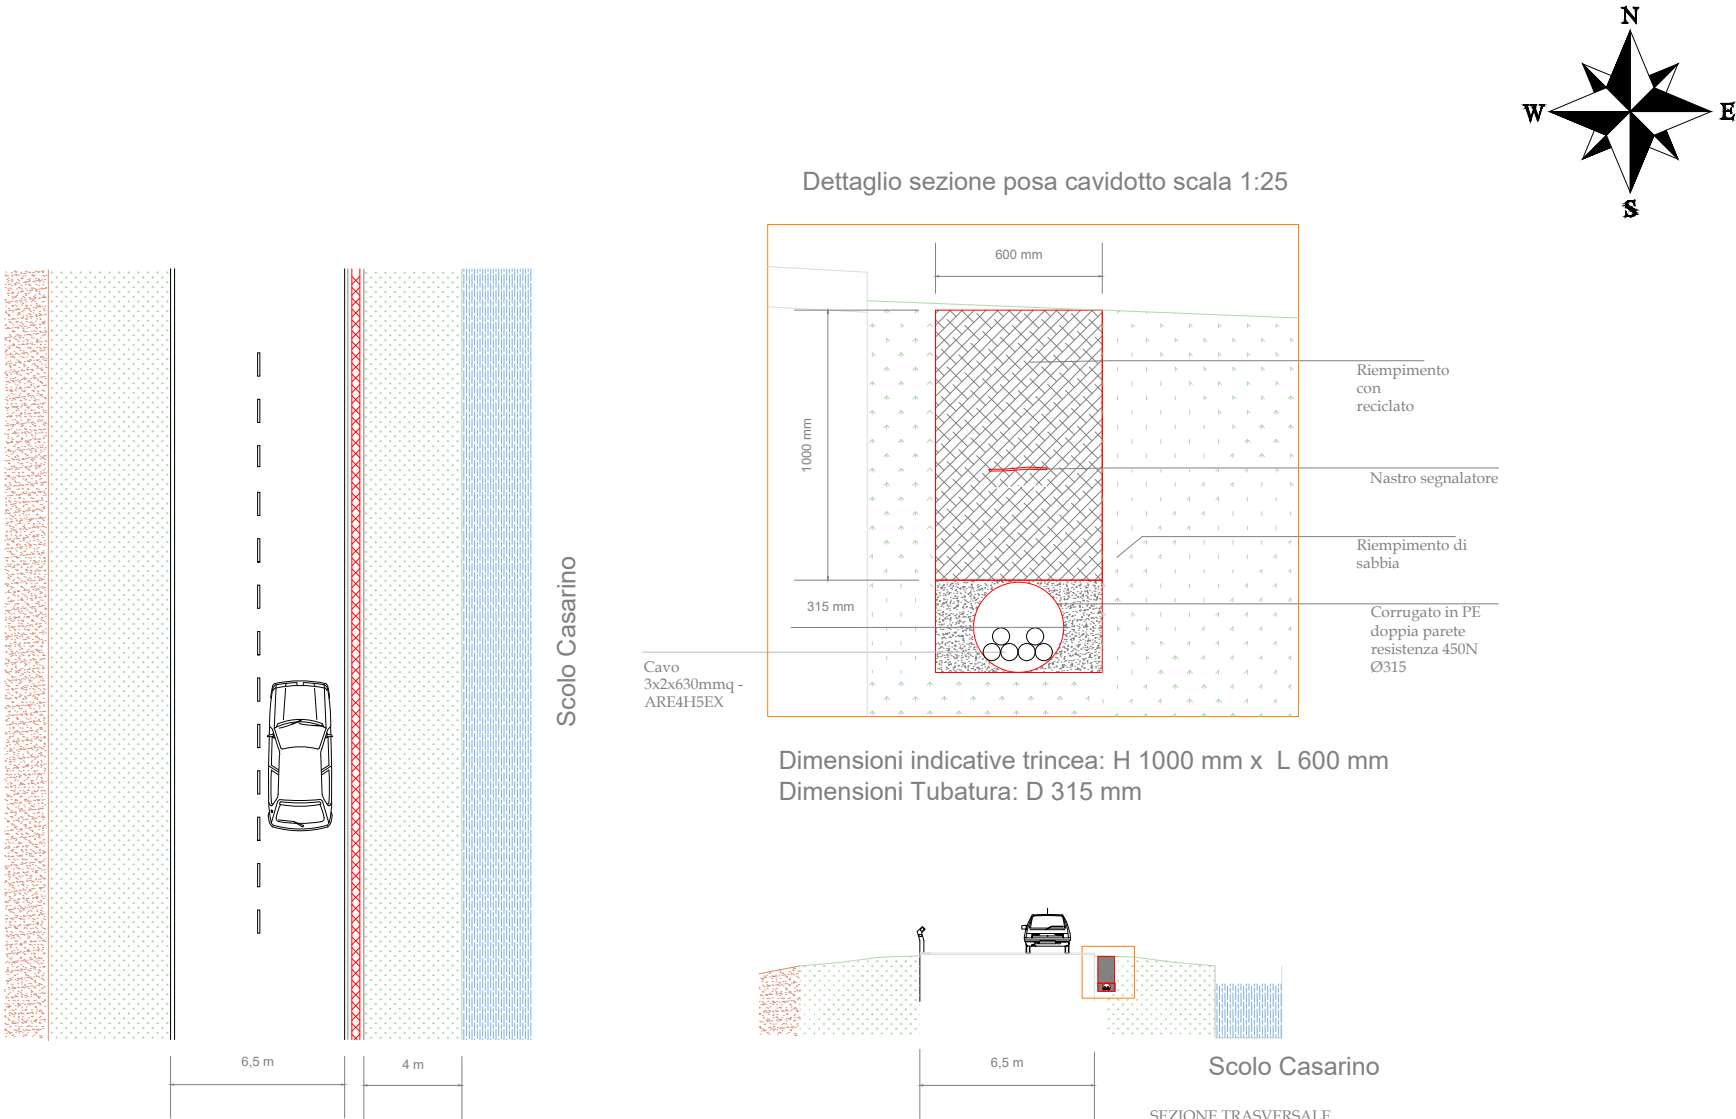 N
W
E
S
Dettaglio sezione posa cavidotto scala 1:25
600 mm
1000 mm
315 mm
Riempimento
con
reciclato
Nastro segnalatore
Riempimento di
sabbia
Corrugato in PE
doppia parete
resistenza 450N
Ø315
Cavo
3x2x630mmq -
ARE4H5EX
Scolo Casarino
Dimensioni indicative trincea: H 1000 mm x L 600 mm
Dimensioni Tubatura: D 315 mm
6,5 m
4 m
6,5 m
Scolo Casarino
SEZIONE TRASVERSALE